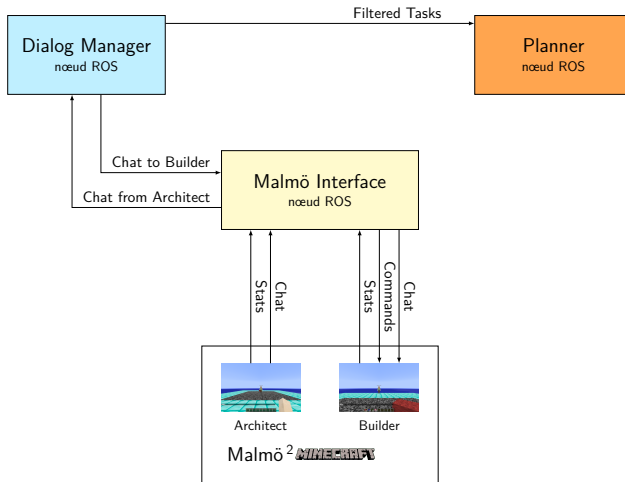 Filtered Tasks
Dialog Manager
nœud ROS
Planner
nœud ROS
Chat to Builder
Chat from Architect
Malmö Interface
nœud ROS
Stats
Chat
Stats
Commands
Chat
Architect
Builder
Malmö 2 MINECRAFT